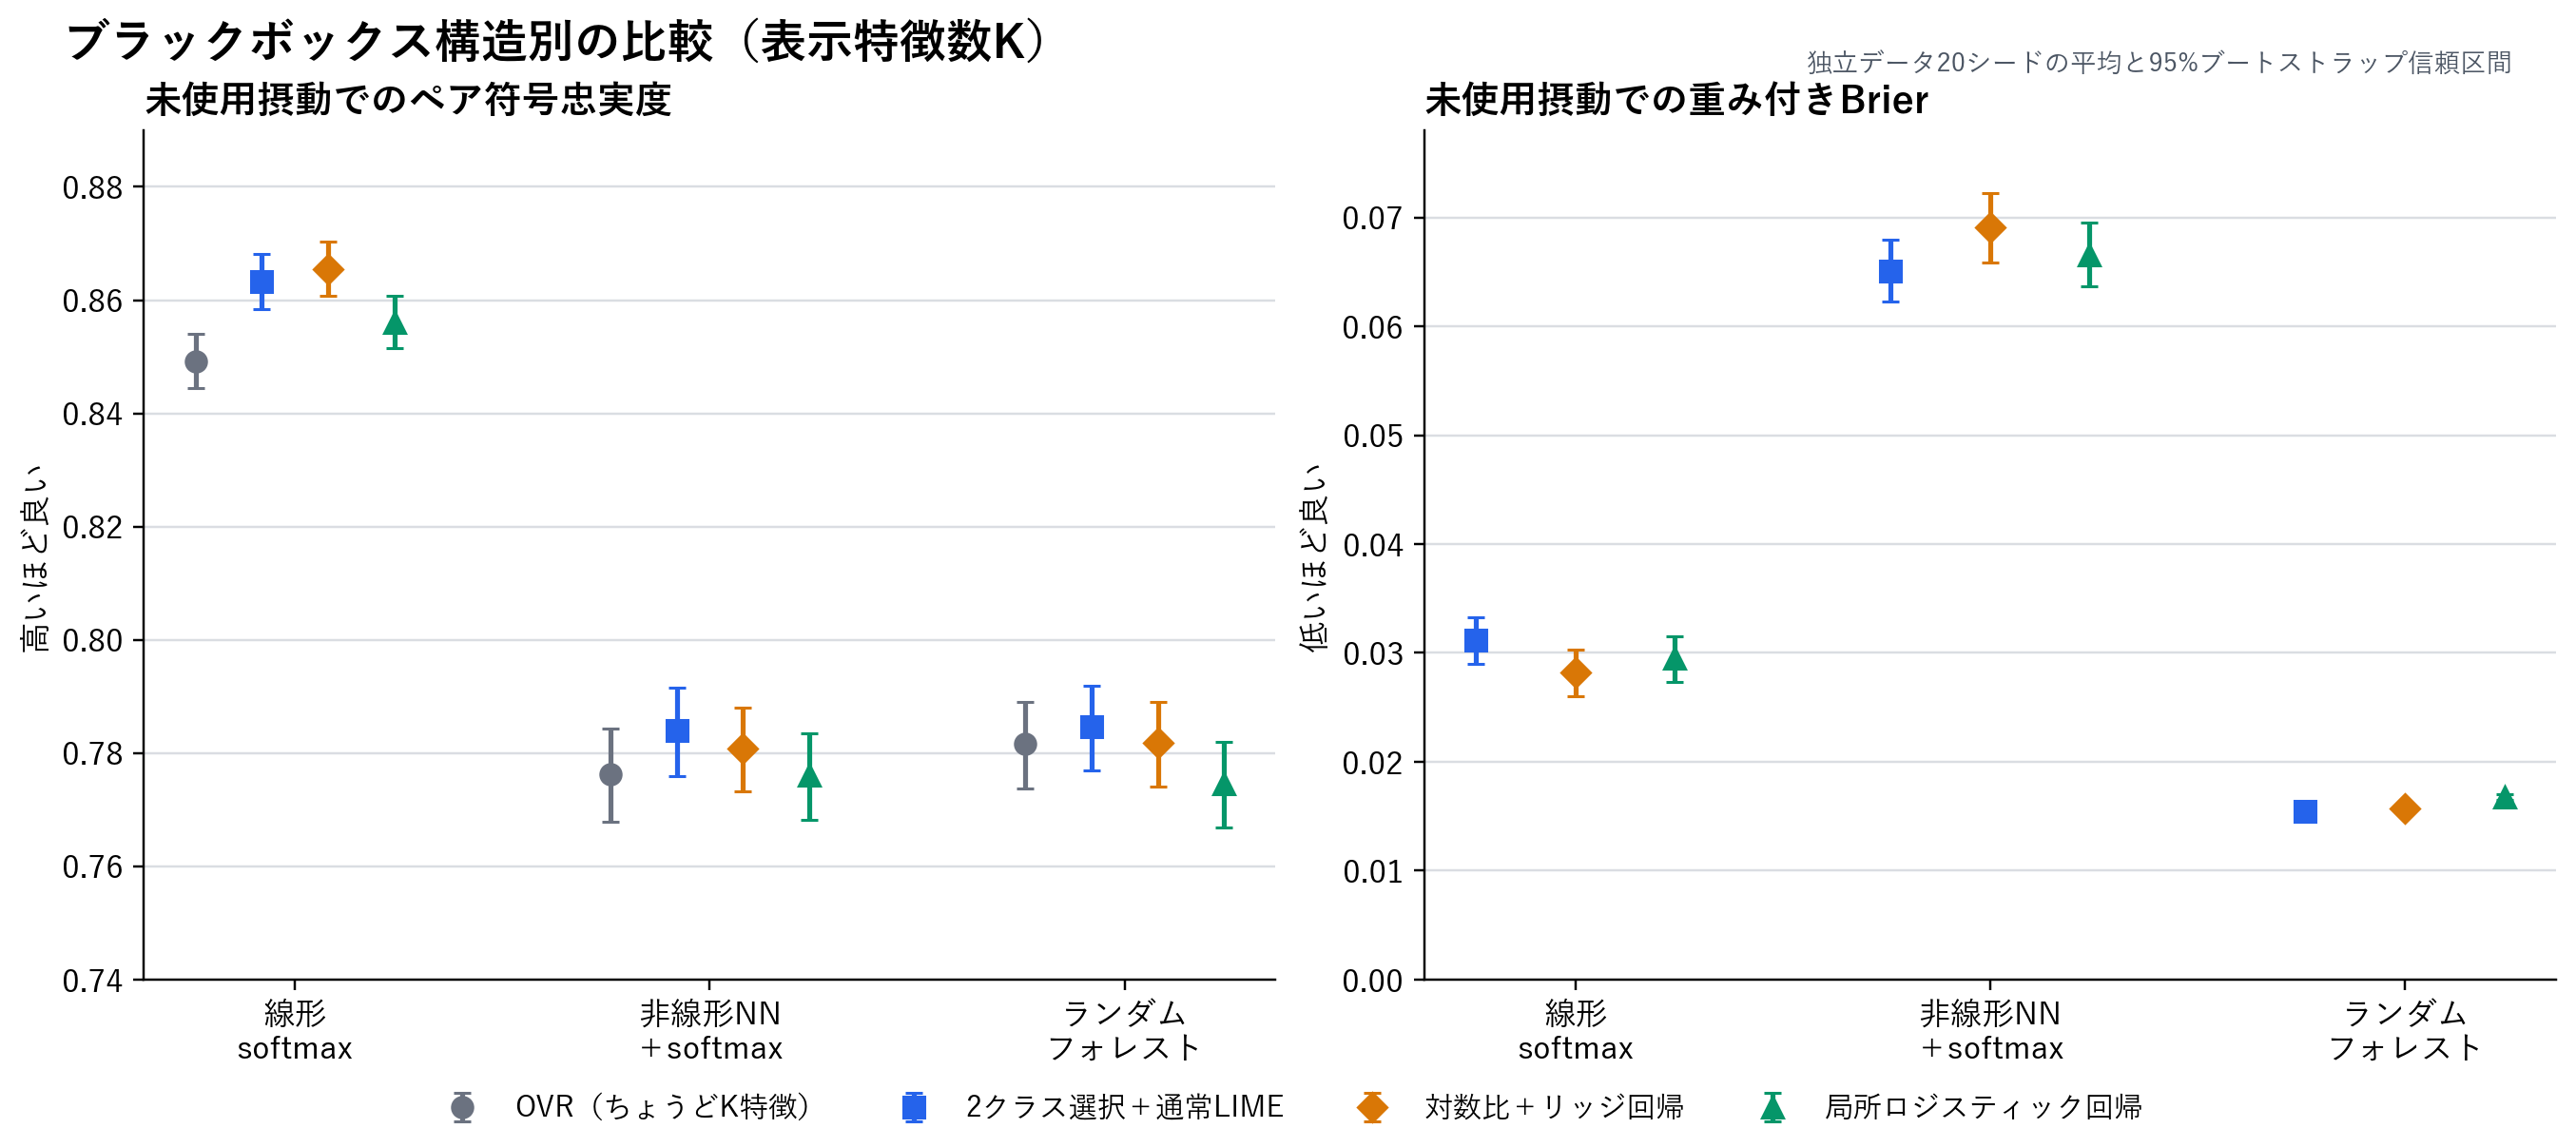 ブラックボックス構造別の比較（表示特徴数K）
独立データ20シードの平均と95%ブートストラップ信頼区間
未使用摂動でのペア符号忠実度
高いほど良い
0.88
0.86
0.84
0.82
0.80
0.78
0.76
0.74
線形
softmax
非線形NN
＋softmax
ランダム
フォレスト
未使用摂動での重み付きBrier
低いほど良い
0.07
0.06
0.05
0.04
0.03
0.02
0.01
0.00
線形
softmax
非線形NN
＋softmax
ランダム
フォレスト
OVR（ちょうどK特徴）
2クラス選択＋通常LIME
対数比＋リッジ回帰
局所ロジスティック回帰